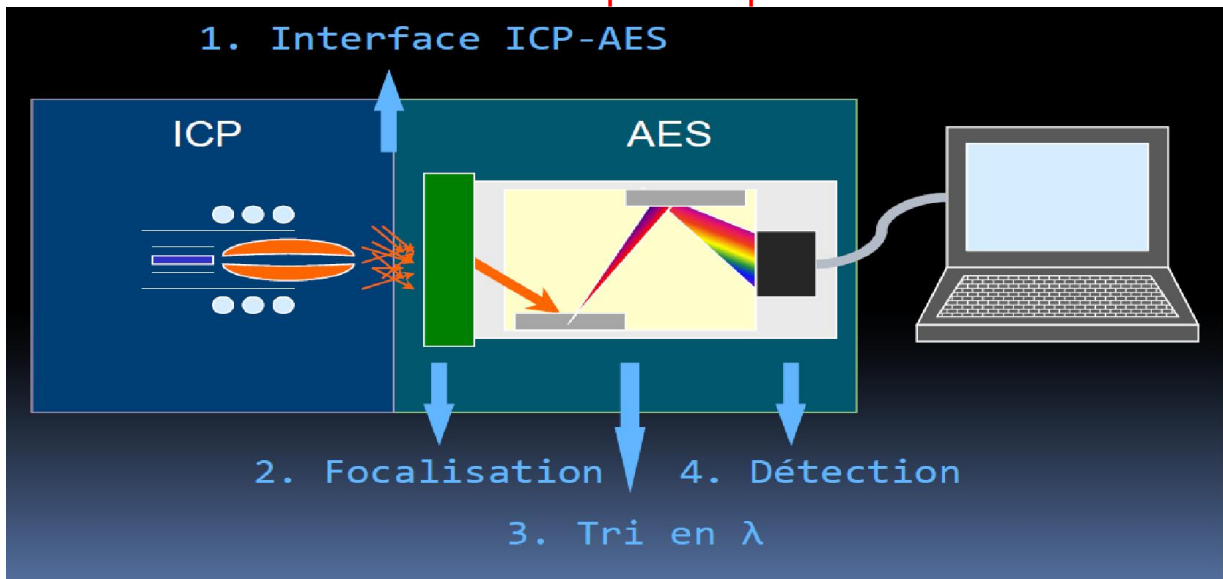 1. Interface ICP-AES
ICP
AES
2. Focalisation
4. Détection
3. Tri en λ